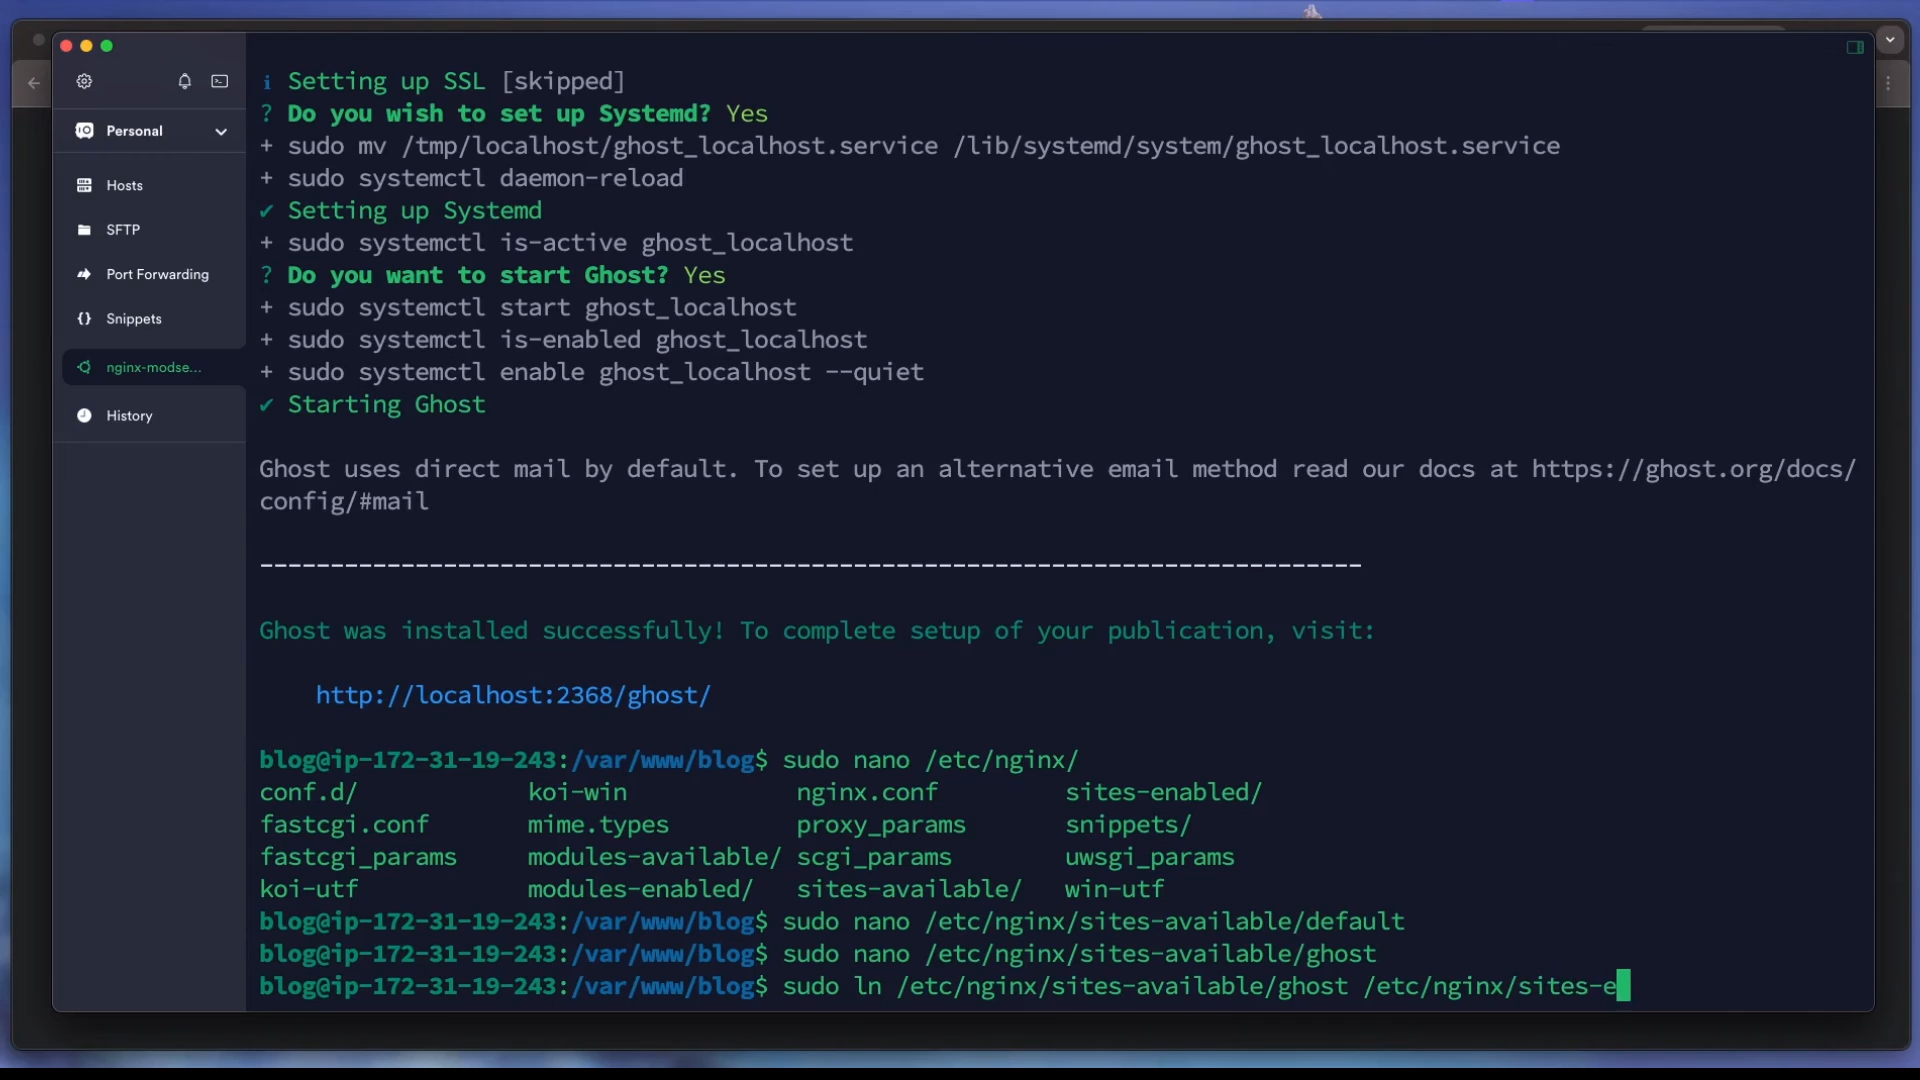 Personal
Hosts
SFTP
Port Forwarding
Snippets
nginx-modse...
History
i Setting up SSL [skipped]
? Do you wish to set up Systemd? Yes
+ sudo mv /tmp/localhost/ghost_localhost.service /lib/systemd/system/ghost_localhost.service
+ sudo systemctl daemon-reload
✔ Setting up Systemd
+ sudo systemctl is-active ghost_localhost
? Do you want to start Ghost? Yes
+ sudo systemctl start ghost_localhost
+ sudo systemctl is-enabled ghost_localhost
+ sudo systemctl enable ghost_localhost --quiet
✔ Starting Ghost
Ghost uses direct mail by default. To set up an alternative email method read our docs at https://ghost.org/docs/
config/#mail
------------------------------------------------------------------------------
Ghost was installed successfully! To complete setup of your publication, visit:
http://localhost:2368/ghost/
blog@ip-172-31-19-243:/var/www/blog$ sudo nano /etc/nginx/
conf.d/ koi-win nginx.conf sites-enabled/
fastcgi.conf mime.types proxy_params snippets/
fastcgi_params modules-available/ scgi_params uwsgi_params
koi-utf modules-enabled/ sites-available/ win-utf
blog@ip-172-31-19-243:/var/www/blog$ sudo nano /etc/nginx/sites-available/default
blog@ip-172-31-19-243:/var/www/blog$ sudo nano /etc/nginx/sites-available/ghost
blog@ip-172-31-19-243:/var/www/blog$ sudo ln /etc/nginx/sites-available/ghost /etc/nginx/sites-e